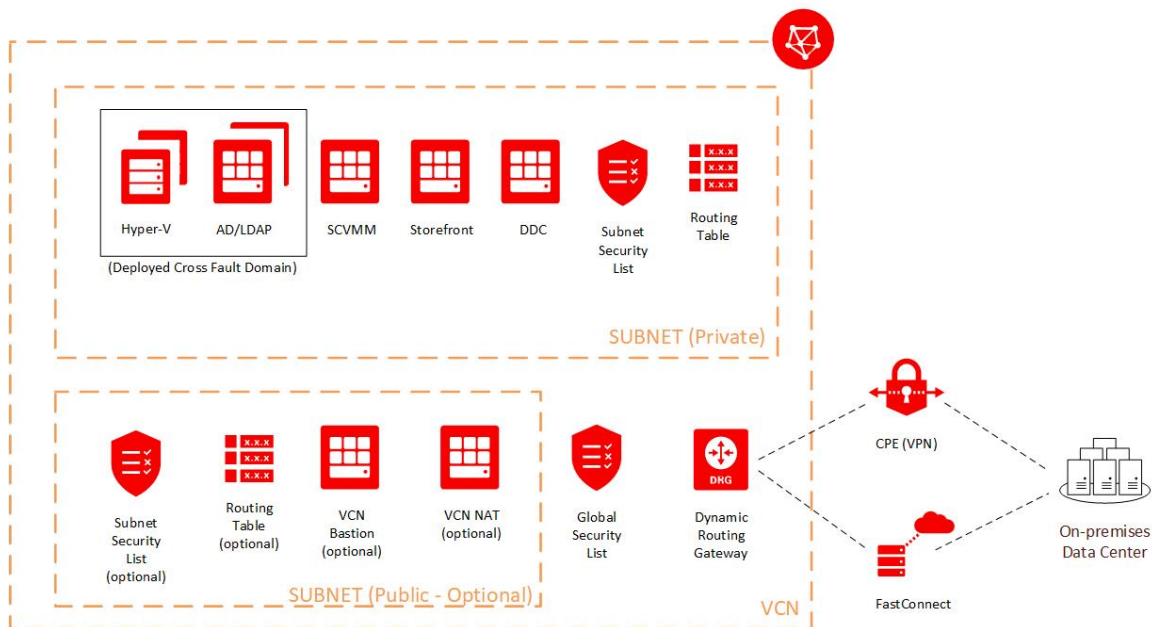 x.x.x
x.x.x
x.x.x
Hyper-V
AD/LDAP
SCVMM
Storefront
DDC
Subnet
Security
List
Routing
Table
(Deployed Cross Fault Domain)
SUBNET (Private)
x.x.x
x.x.x
x.x.x
Subnet
Security
List
(optional)
Routing
Table
(optional)
VCN
Bastion
(optional)
VCN NAT
(optional)
SUBNET (Public - Optional)
Global
Security
List
DRG
Dynamic
Routing
Gateway
VCN
CPE (VPN)
FastConnect
On-premises
Data Center